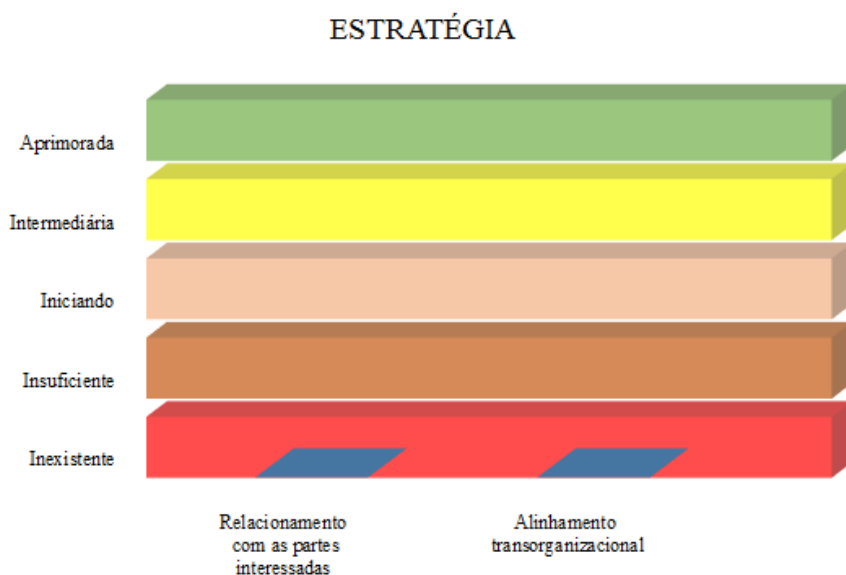 ESTRATÉGIA
Aprimorada
Intermediária
Iniciando
Insuficiente
Inexistente
Relacionamento
com as partes
interessadas
Alinhamento
transorganizacional